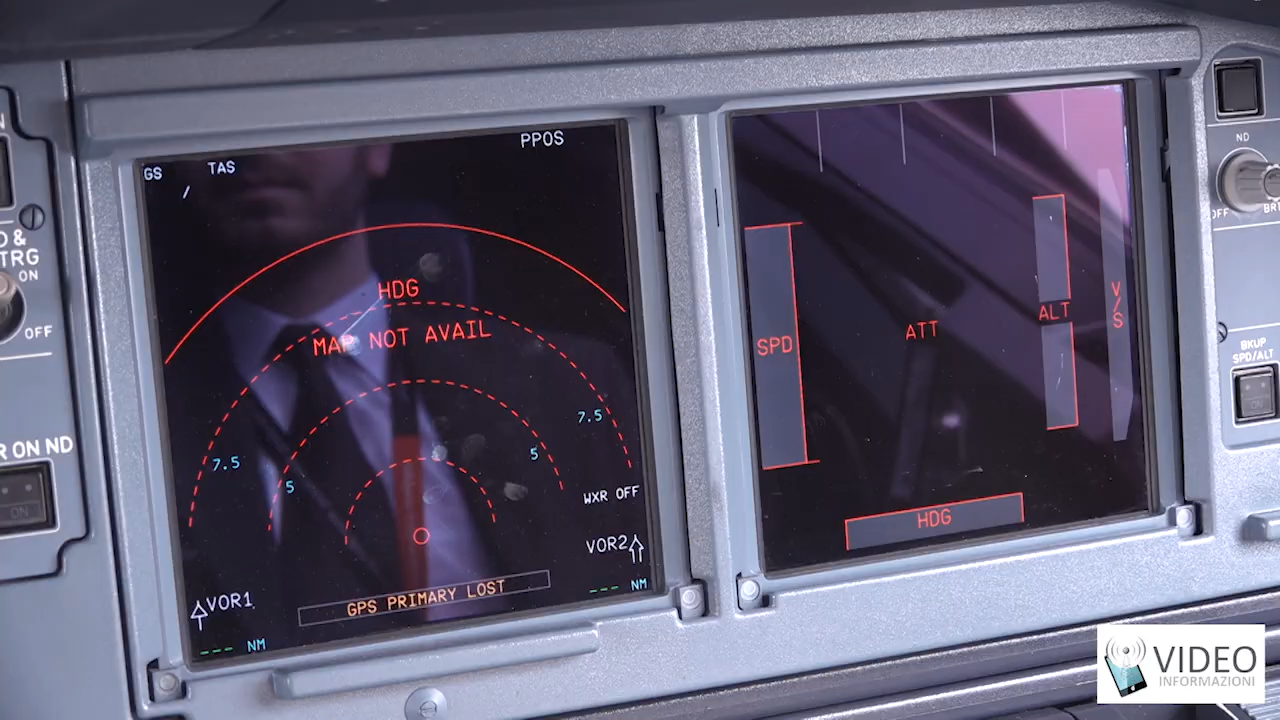 GS
TAS
/
PPOS
HDG
MAP NOT AVAIL
7.5
7.5
5
5
WXR OFF
VOR2
--- NM
VOR1
--- NM
GPS PRIMARY LOST
SPD
ATT
ALT
V/S
HDG
ON
OFF
R ON ND
ON
ND
OFF
BR
BKUP
SPD/ALT
ON
VIDEO
INFORMAZIONI